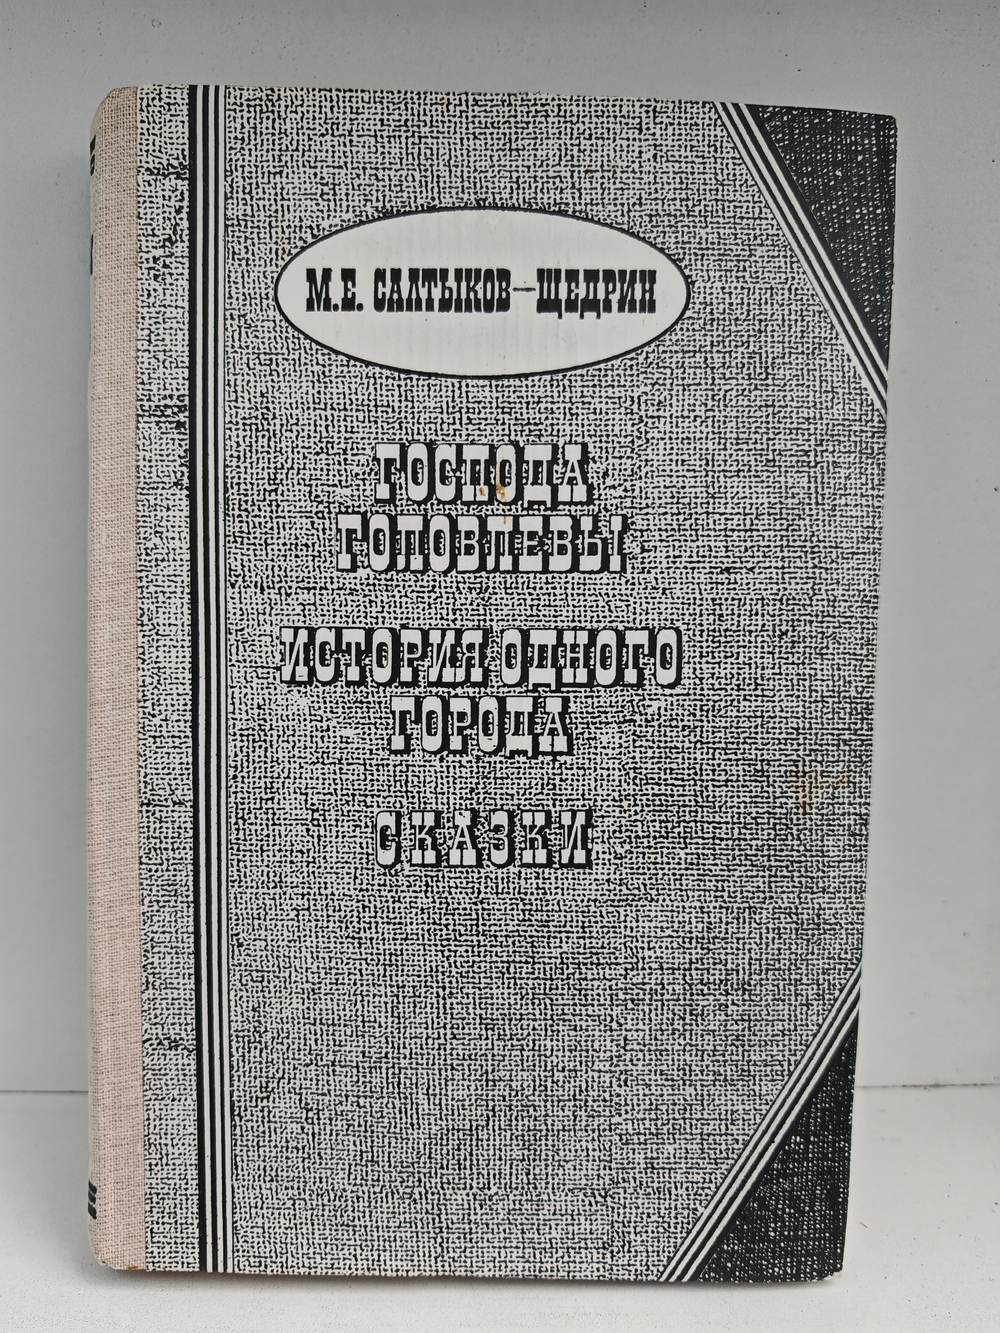 М.Е. САЛТЫКОВ–ЩЕДРИН
ГОСПОДА
ГОЛОВЛЕВЫ
ИСТОРИЯ ОДНОГО
ГОРОДА
СКАЗКИ